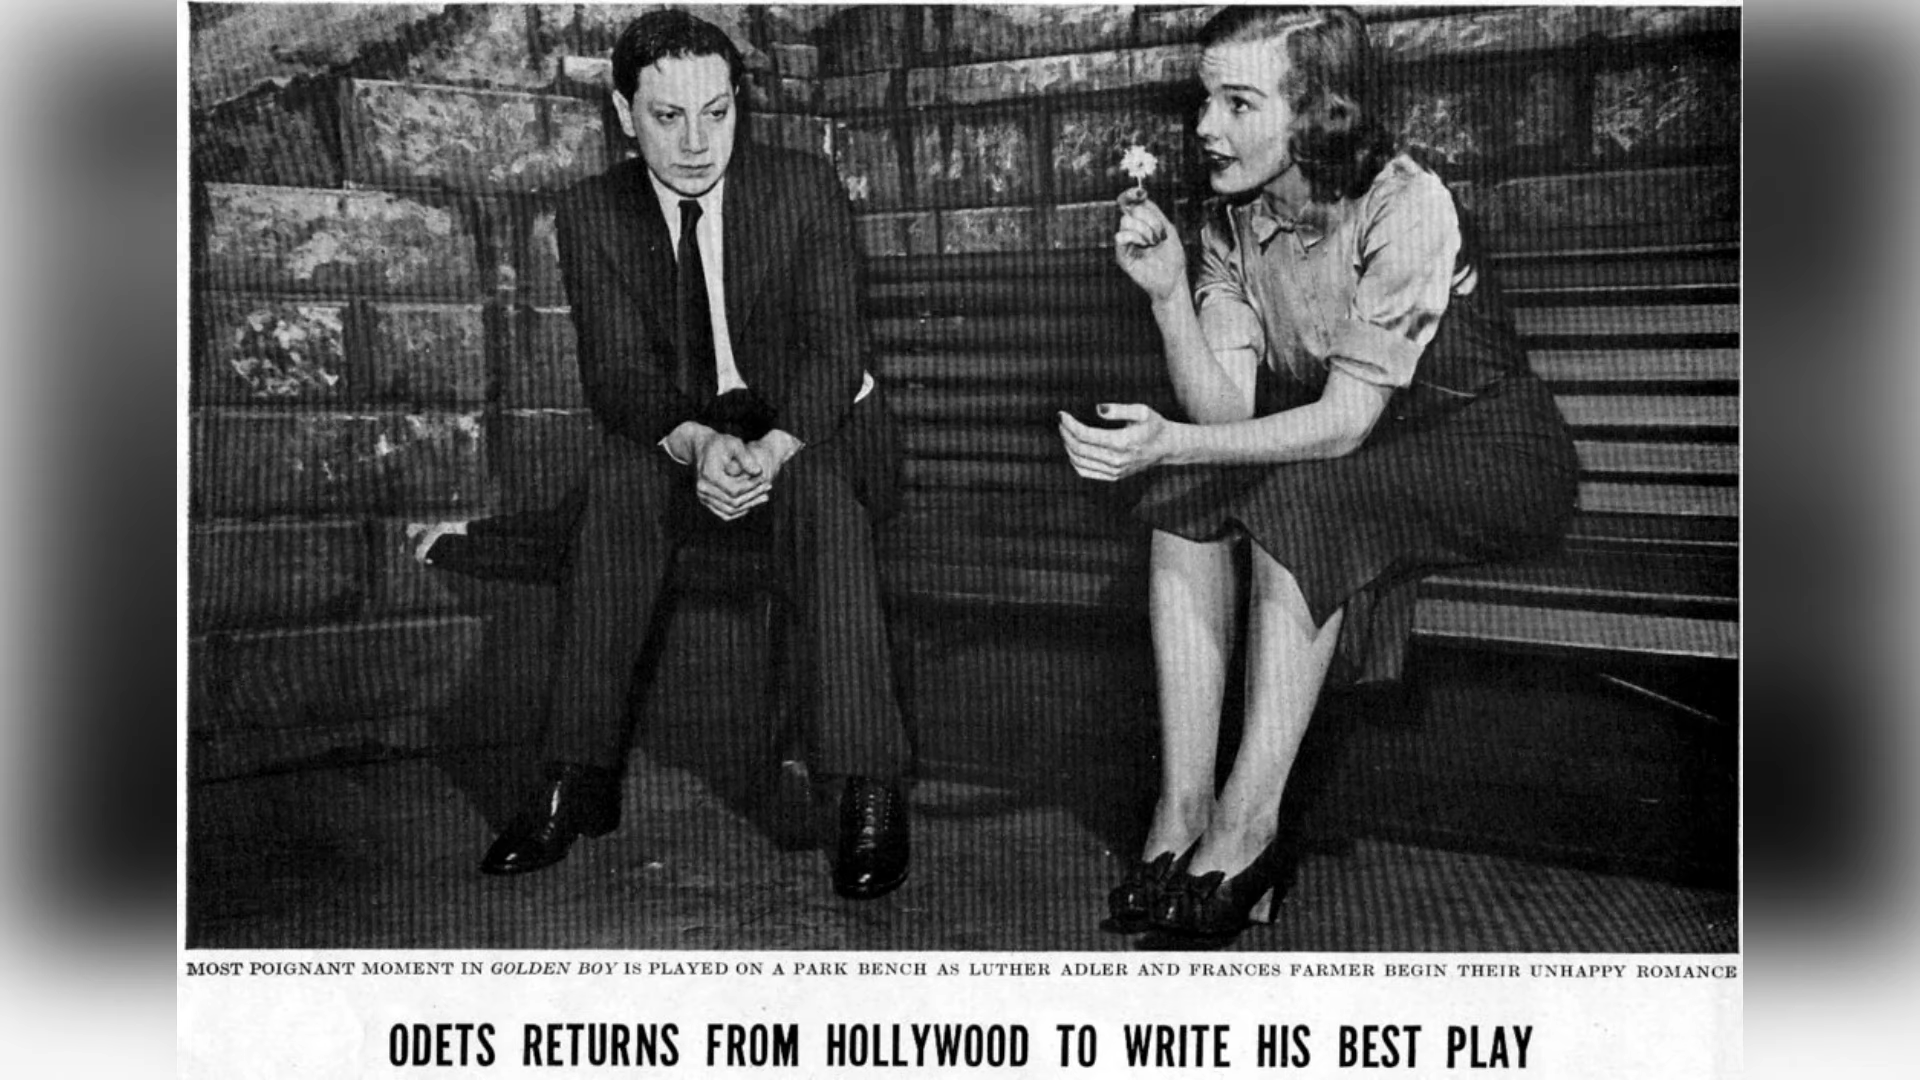 MOST POIGNANT MOMENT IN GOLDEN BOY IS PLAYED ON A PARK BENCH AS LUTHER ADLER AND FRANCES FARMER BEGIN THEIR UNHAPPY ROMANCE
ODETS RETURNS FROM HOLLYWOOD TO WRITE HIS BEST PLAY